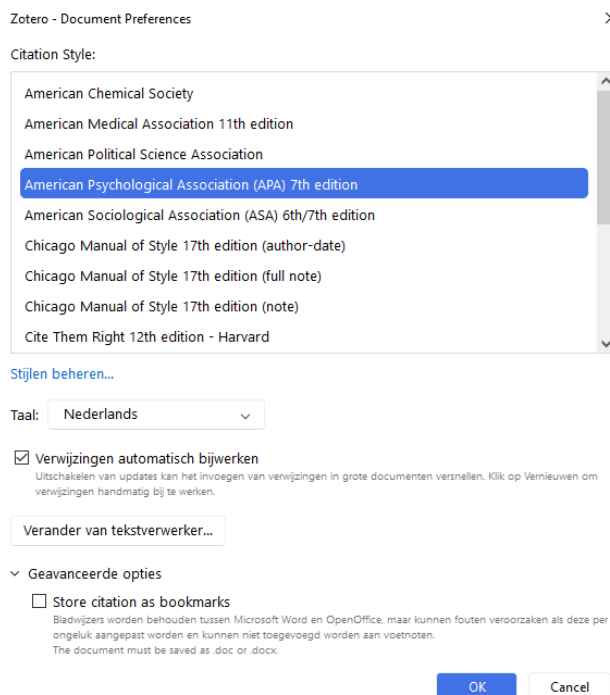 Zotero - Document Preferences
Citation Style:
American Chemical Society
American Medical Association 11th edition
American Political Science Association
American Psychological Association (APA) 7th edition
American Sociological Association (ASA) 6th/7th edition
Chicago Manual of Style 17th edition (author-date)
Chicago Manual of Style 17th edition (full note)
Chicago Manual of Style 17th edition (note)
Cite Them Right 12th edition - Harvard
Stijlen beheren...
Taal: Nederlands
Verwijzingen automatisch bijwerken
Uitschakelen van updates kan het invoegen van verwijzingen in grote documenten versnellen. Klik op Vernieuwen om
verwijzingen handmatig bij te werken.
Verander van tekstverwerker...
Geavanceerde opties
Store citation as bookmarks
Bladwijzers worden behouden tussen Microsoft Word en OpenOffice, maar kunnen fouten veroorzaken als deze per
ongeluk aangepast worden en kunnen niet toegevoegd worden aan voetnoten.
The document must be saved as .doc or .docx.
OK Cancel